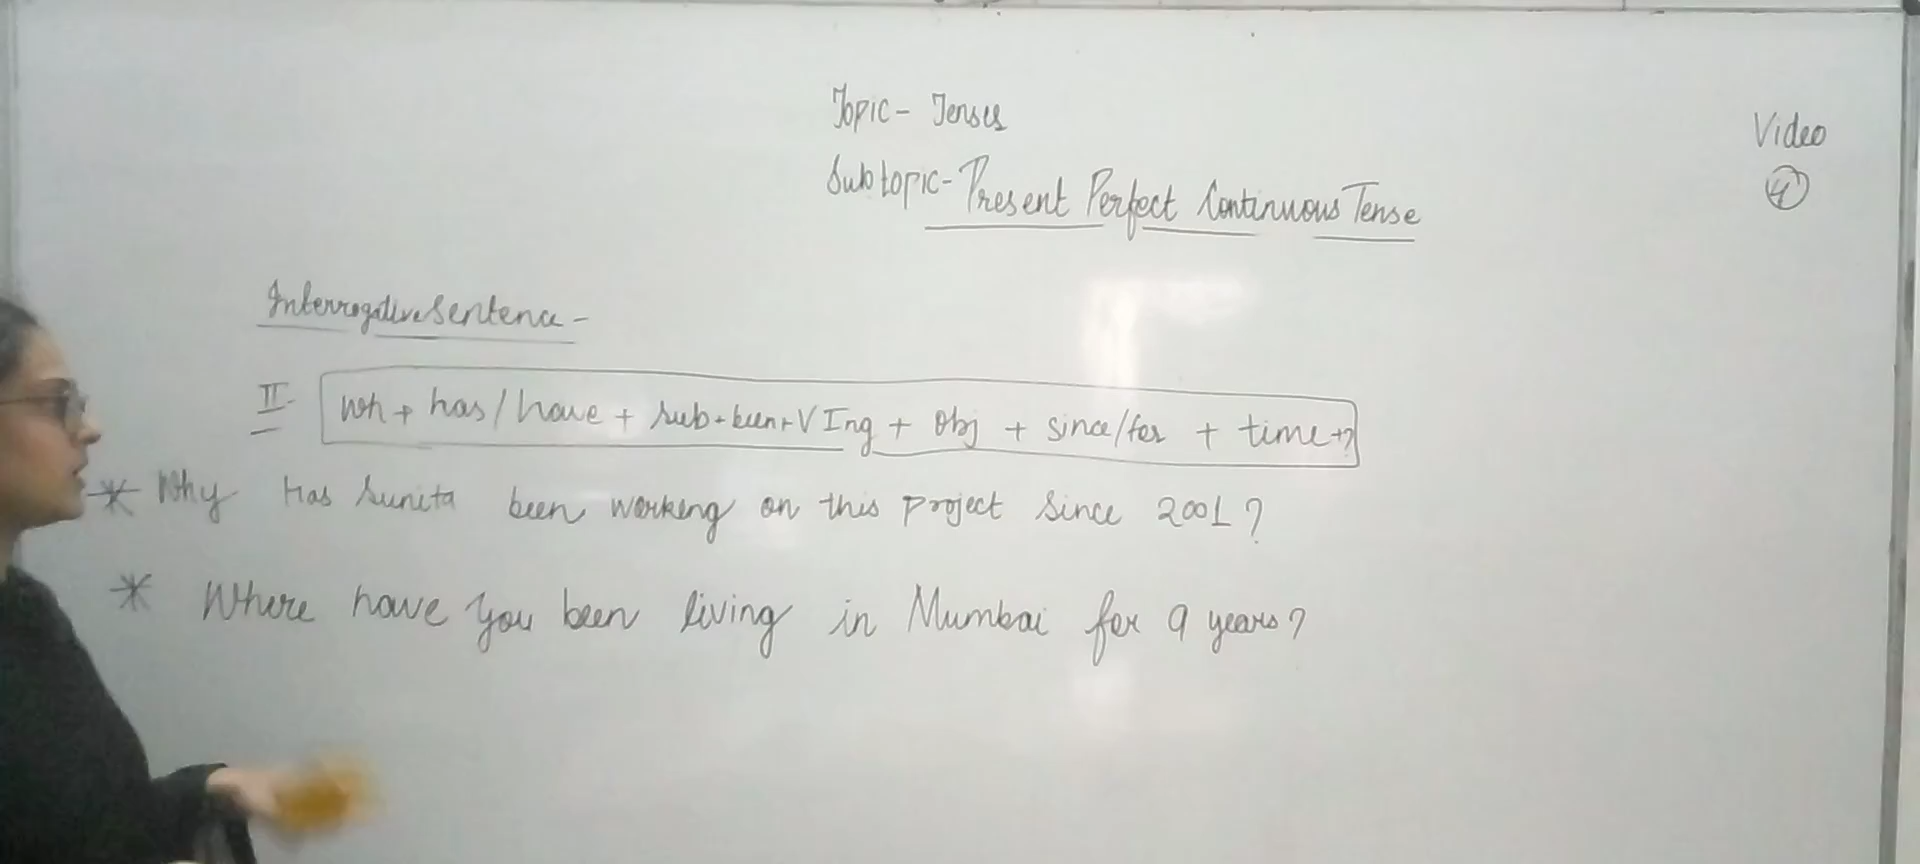 Topic - Tenses
Subtopic - Present Perfect Continuous Tense
Video
4
Interrogative Sentence -
II- Wh + has / have + sub + been + V Ing + Obj + Since/for + time + ?
* Why Has Sunita been working on this project Since 2001 ?
* Where have you been living in Mumbai for 9 years ?